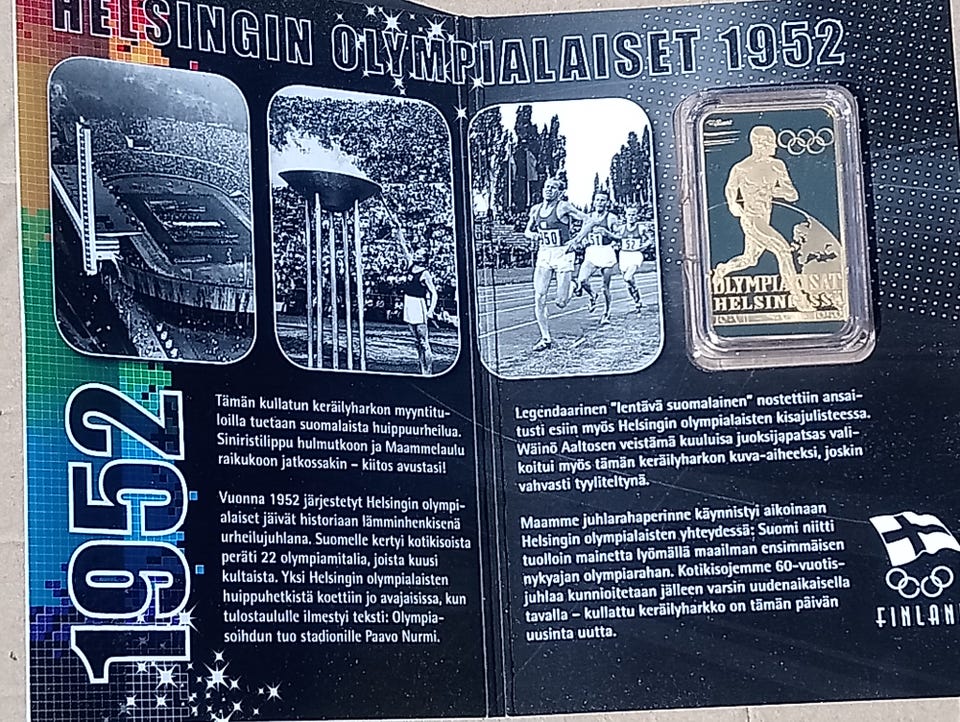 HELSINGIN OLYMPIALAISET 1952
50
OLYMPIA
HELSIN
1952
Tämän kullatun keräilyharkon myyntitu-
loilla tuetaan suomalaista huippuurheilua.
Siniristilippu hulmutkoon ja Maammelaulu
raikukoon jatkossakin – kiitos avustasi!
Vuonna 1952 järjestetyt Helsingin olympi-
alaiset jäivät historiaan lämminhenkisenä
urheilujuhlana. Suomelle kertyi kotikisoista
peräti 22 olympiamitalia, joista kuusi
kultaista. Yksi Helsingin olympialaisten
huippuhetkistä koettiin jo avajaisissa, kun
tulostaululle ilmestyi teksti: Olympia-
soihdun tuo stadionille Paavo Nurmi.
Legendaarinen "lentävä suomalainen" nostettiin ansai-
tusti esiin myös Helsingin olympialaisten kisajulisteessa.
Wäinö Aaltosen veistämä kuuluisa juoksijapatsas vali-
koitui myös tämän keräilyharkon kuva-aiheeksi, joskin
vahvasti tyyliteltynä.
Maamme juhlarahaperinne käynnistyi aikoinaan
Helsingin olympialaisten yhteydessä: Suomi niitti
tuolloin mainetta lyömällä maailman ensimmäisen
nykyajan olympiarahan. Kotikisojemme 60-vuotis-
juhlaa kunnioitetaan jälleen varsin uudenaikaisella
tavalla – kullattu keräilyharkko on tämän päivän
uusinta uutta.
FINLAN